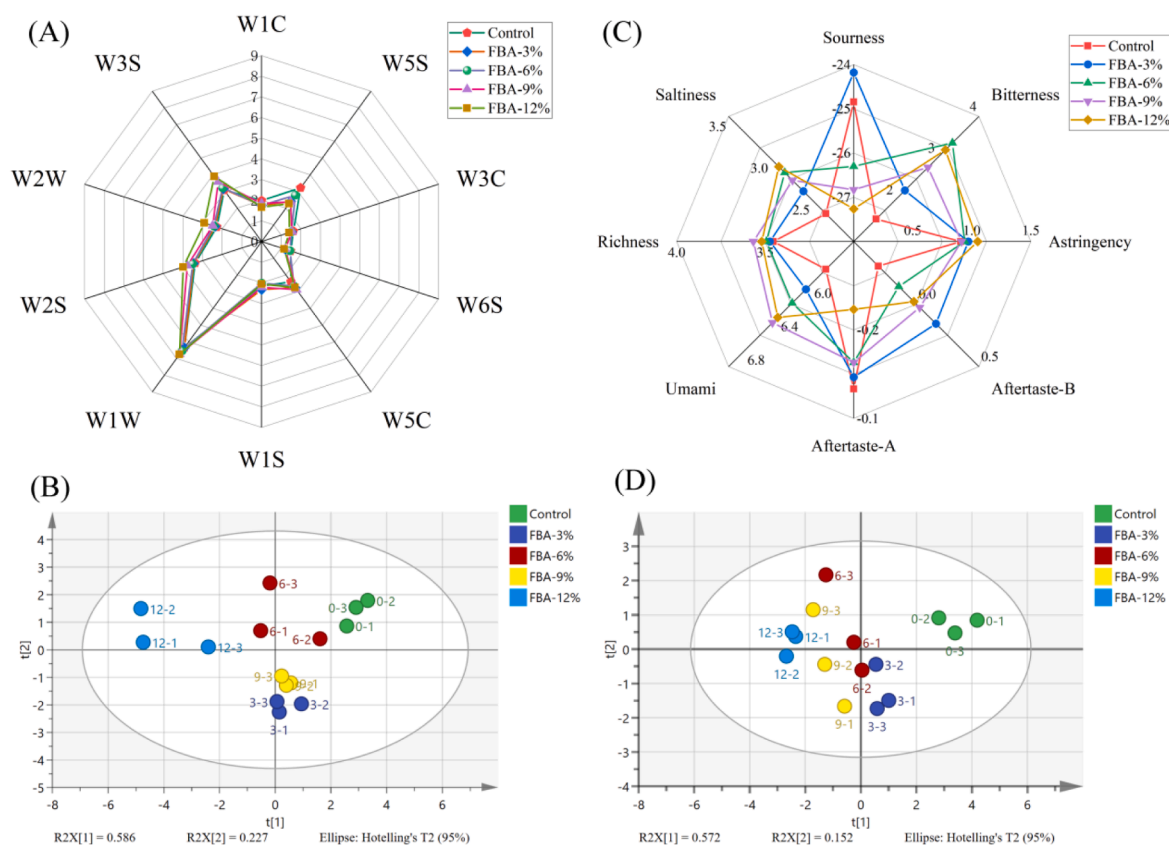 (A)
W1C
W5S
W3C
W6S
W5C
W1S
W1W
W2S
W2W
W3S
9
8
7
6
5
4
3
2
1
0
Control
FBA-3%
FBA-6%
FBA-9%
FBA-12%
(C)
Sourness
Bitterness
Astringency
Aftertaste-B
Aftertaste-A
Umami
Richness
Saltiness
-24
-25
-26
-27
4
3
0.5
1.0
1.5
0.0
0.5
-0.2
-0.1
6.0
6.4
6.8
3.5
4.0
2.5
3.0
3.5
Control
FBA-3%
FBA-6%
FBA-9%
FBA-12%
(B)
Control
FBA-3%
FBA-6%
FBA-9%
FBA-12%
t[2]
4
3
2
1
0
-1
-2
-3
-4
-5
6-3
0-2
0-3
0-1
12-2
6-1
6-2
12-1
12-3
9-3
9-1
9-2
3-3
3-2
3-1
-8 -6 -4 -2 0 2 4 6
t[1]
R2X[1] = 0.586 R2X[2] = 0.227 Ellipse: Hotelling's T2 (95%)
(D)
Control
FBA-3%
FBA-6%
FBA-9%
FBA-12%
t[2]
3
2
1
0
-1
-2
-3
-4
6-3
9-3
0-2
0-1
12-3
12-1
6-1
0-3
12-2
9-2
3-2
6-2
9-1
3-1
3-3
-8 -6 -4 -2 0 2 4 6
t[1]
R2X[1] = 0.572 R2X[2] = 0.152 Ellipse: Hotelling's T2 (95%)